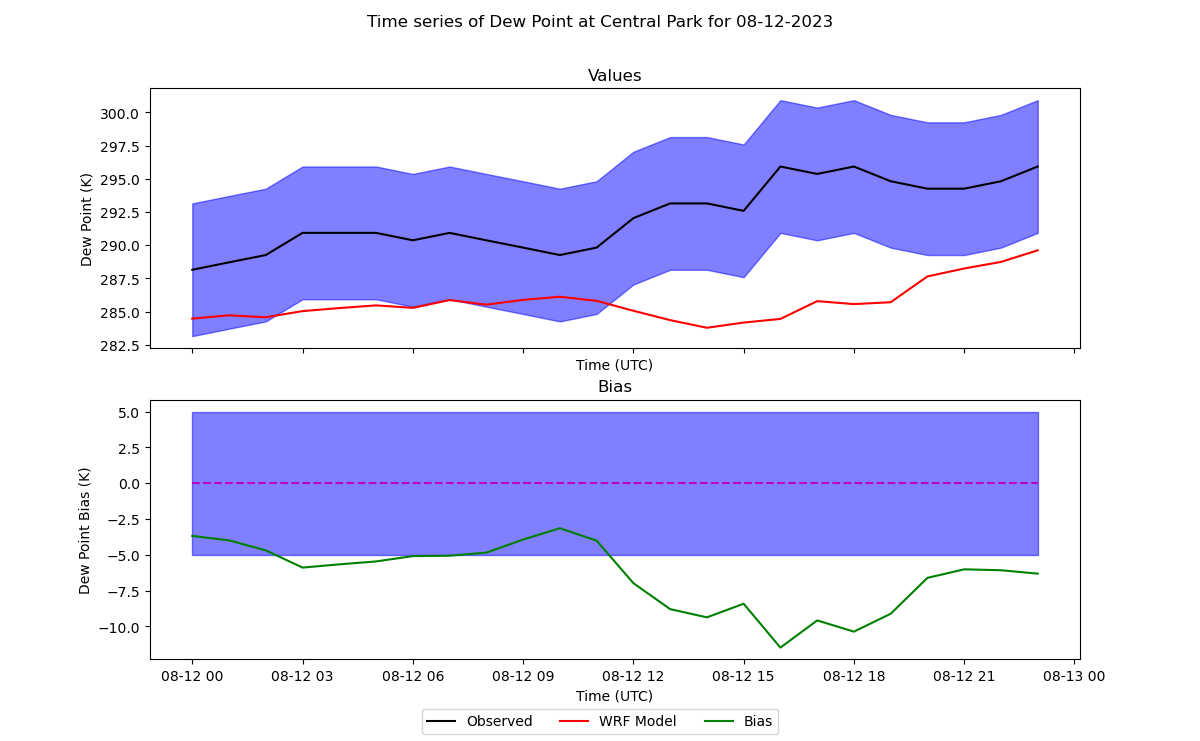 Time series of Dew Point at Central Park for 08-12-2023
Values
Dew Point (K)
300.0
297.5
295.0
292.5
290.0
287.5
285.0
282.5
Time (UTC)
Bias
Dew Point Bias (K)
5.0
2.5
0.0
−2.5
−5.0
−7.5
−10.0
08-12 00 08-12 03 08-12 06 08-12 09 08-12 12 08-12 15 08-12 18 08-12 21 08-13 00
Time (UTC)
Observed WRF Model Bias